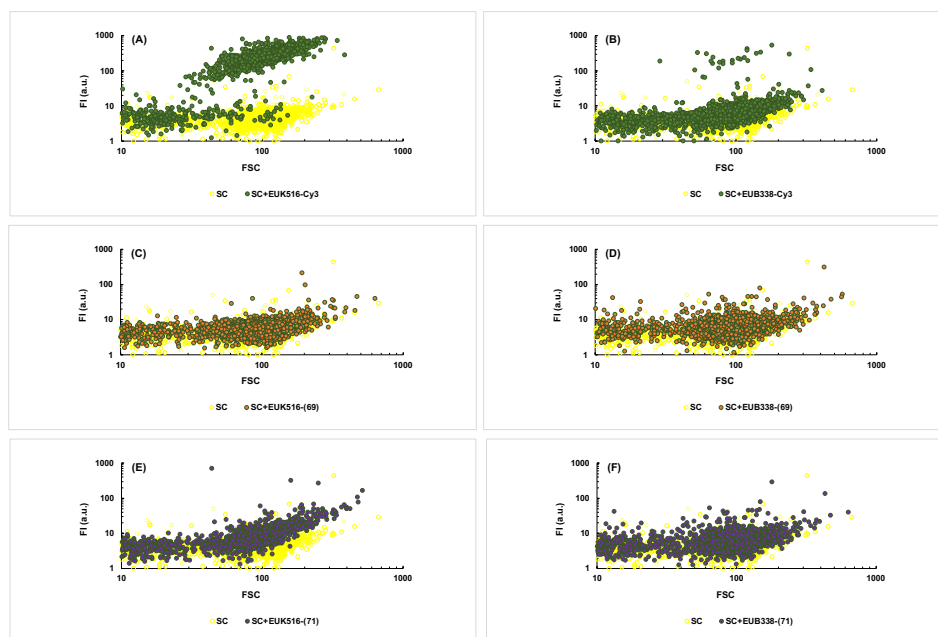 (A)
1000
100
10
1
FI (a.u.)
10 100 1000
FSC
SC SC+EUK516-Cy3
(B)
1000
100
10
1
FI (a.u.)
10 100 1000
FSC
SC SC+EUB338-Cy3
(C)
1000
100
10
1
FI (a.u.)
10 100 1000
FSC
SC SC+EUK516-(69)
(D)
1000
100
10
1
FI (a.u.)
10 100 1000
FSC
SC SC+EUB338-(69)
(E)
1000
100
10
1
FI (a.u.)
10 100 1000
FSC
SC SC+EUK516-(71)
(F)
1000
100
10
1
FI (a.u.)
10 100 1000
FSC
SC SC+EUB338-(71)